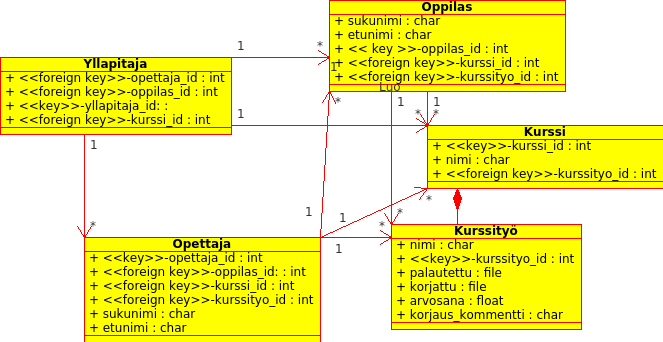 Oppilas
+ sukunimi : char
+ etunimi : char
+ << key >>-oppilas_id : int
+ <<foreign key>>-kurssi_id : int
+ <<foreign key>>-kurssityo_id : int
1
*
Yllapitaja
+ <<foreign key>>-opettaja_id : int
+ <<foreign key>>-oppilas_id : int
+ <<key>>-yllapitaja_id: :
+ <<foreign key>>-kurssi_id : int
1
Luo
*
1
1
1
*
*
Kurssi
+ <<key>>-kurssi_id : int
+ nimi : char
+ <<foreign key>>-kurssityo_id : int
1
*
1
1
*
*
*
1
Opettaja
+ <<key>>-opettaja_id : int
+ <<foreign key>>-oppilas_id: : int
+ <<foreign key>>-kurssi_id : int
+ <<foreign key>>-kurssityo_id : int
+ sukunimi : char
+ etunimi : char
Kurssityö
+ nimi : char
+ <<key>>-kurssityo_id : int
+ palautettu : file
+ korjattu : file
+ arvosana : float
+ korjaus_kommentti : char